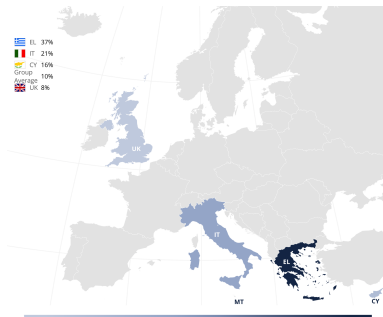 EL 37%
IT 21%
CY 16%
Group
Average 10%
UK 8%
UK
IT
EL
MT
CY